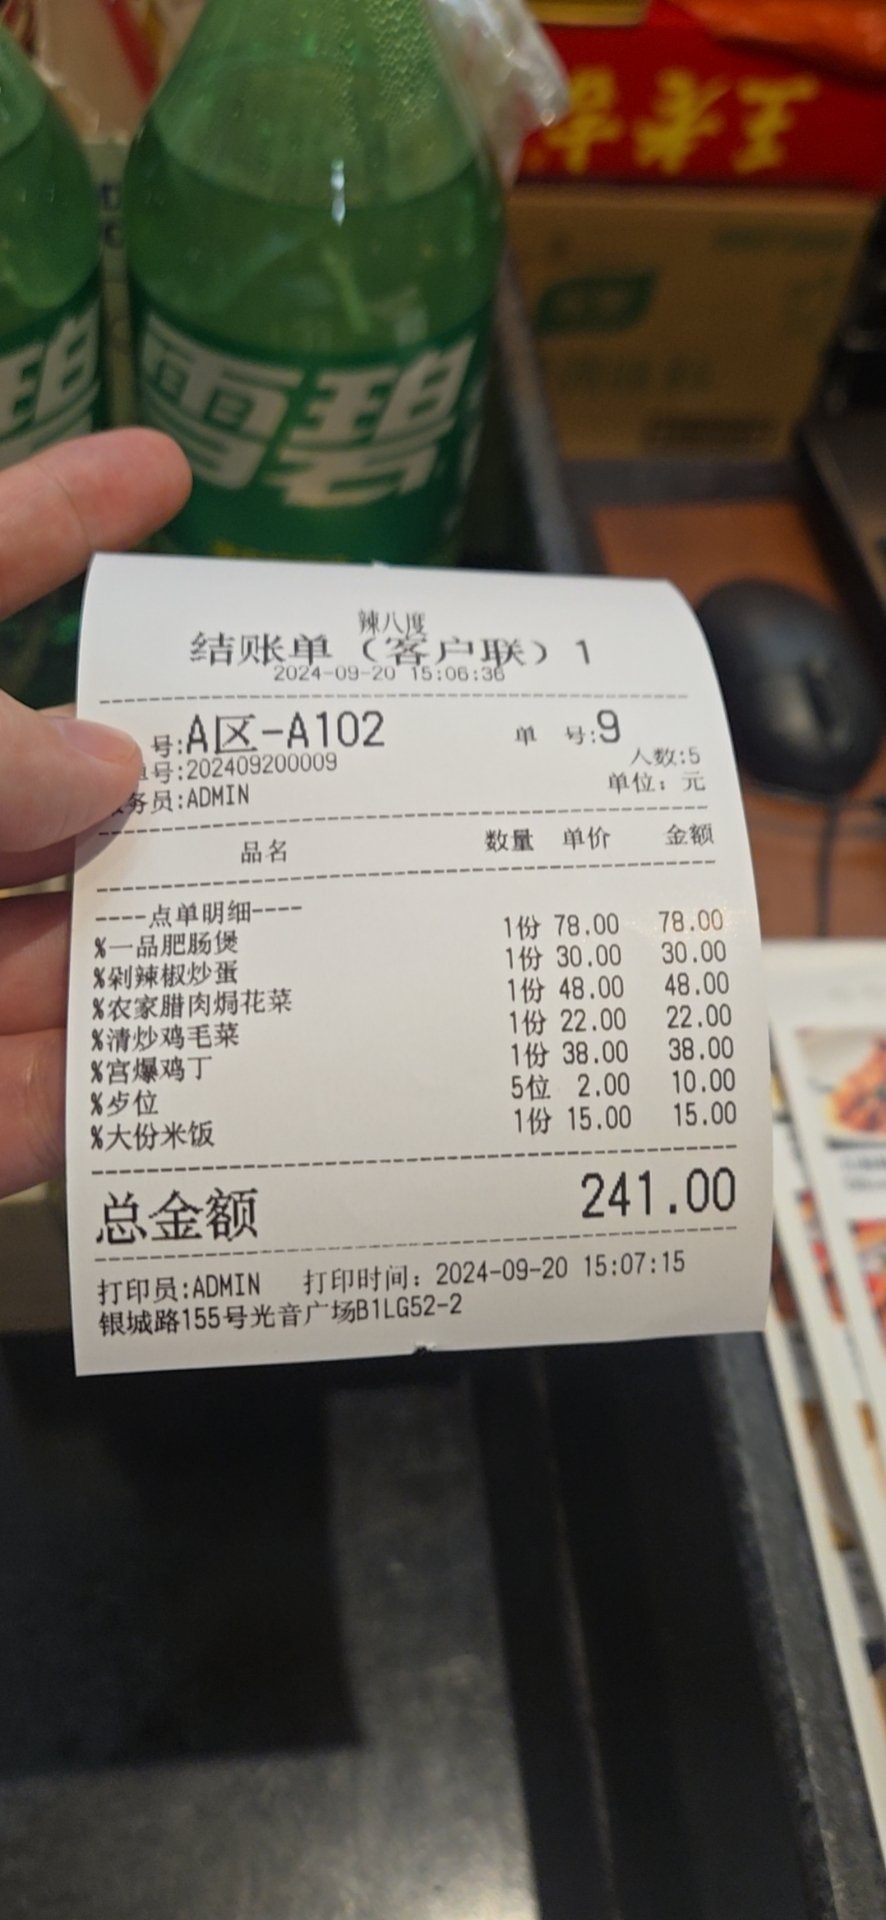 王老吉
雪碧
碧
辣八度
结账单（客户联）1
2024-09-20 15:06:36
号:A区-A102 单 号:9
单号:202409200009 人数:5
务员:ADMIN 单位：元
品名 数量 单价 金额
----点单明细----
%一品肥肠煲 1份 78.00 78.00
%剁辣椒炒蛋 1份 30.00 30.00
%农家腊肉焗花菜 1份 48.00 48.00
%清炒鸡毛菜 1份 22.00 22.00
%宫爆鸡丁 1份 38.00 38.00
%歺位 5位 2.00 10.00
%大份米饭 1份 15.00 15.00
总金额 241.00
打印员:ADMIN 打印时间：2024-09-20 15:07:15
银城路155号光音广场B1LG52-2